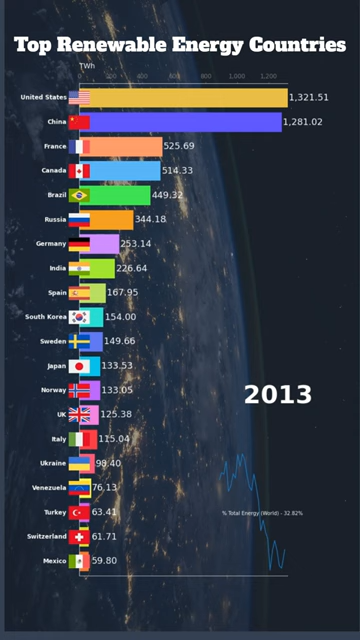 Top Renewable Energy Countries
TWh
0 200 400 600 800 1,000 1,200
United States 1,321.51
China 1,281.02
France 525.69
Canada 514.33
Brazil 449.32
Russia 344.18
Germany 253.14
India 226.64
Spain 167.95
South Korea 154.00
Sweden 149.66
Japan 133.53
Norway 133.05
2013
UK 125.38
Italy 115.04
Ukraine 98.40
Venezuela 76.13
Turkey 63.41
% Total Energy (World) - 32.82%
Switzerland 61.71
Mexico 59.80